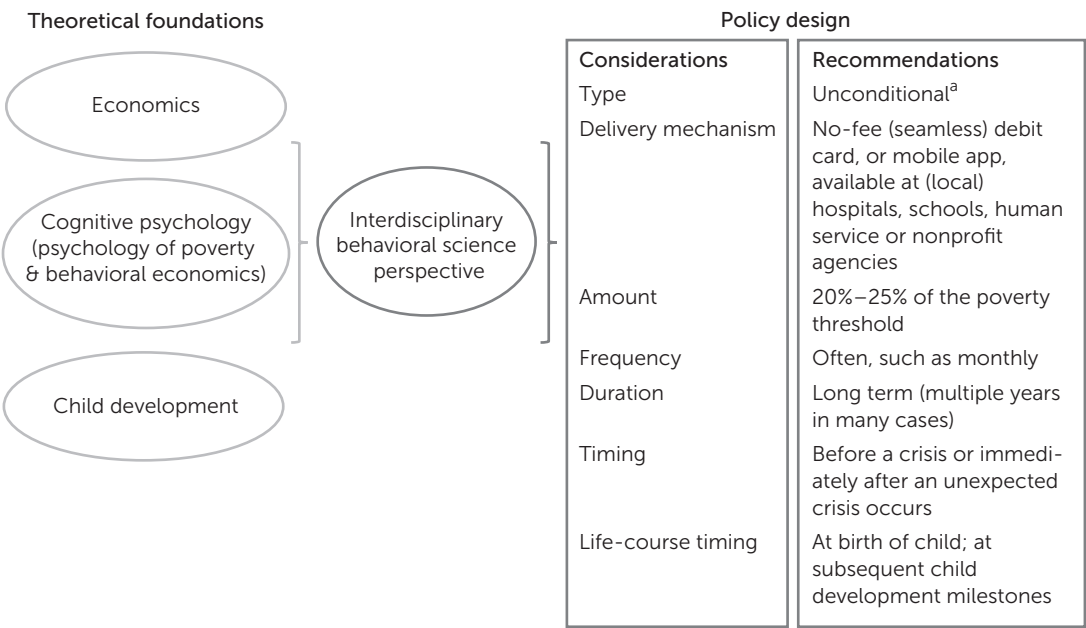 Theoretical foundations
Economics
Cognitive psychology
(psychology of poverty
& behavioral economics)
Child development
Interdisciplinary
behavioral science
perspective
Policy design
Considerations
Recommendations
Type
Unconditionalᵃ
Delivery mechanism
No-fee (seamless) debit
card, or mobile app,
available at (local)
hospitals, schools, human
service or nonprofit
agencies
Amount
20%–25% of the poverty
threshold
Frequency
Often, such as monthly
Duration
Long term (multiple years
in many cases)
Timing
Before a crisis or immedi-
ately after an unexpected
crisis occurs
Life-course timing
At birth of child; at
subsequent child
development milestones